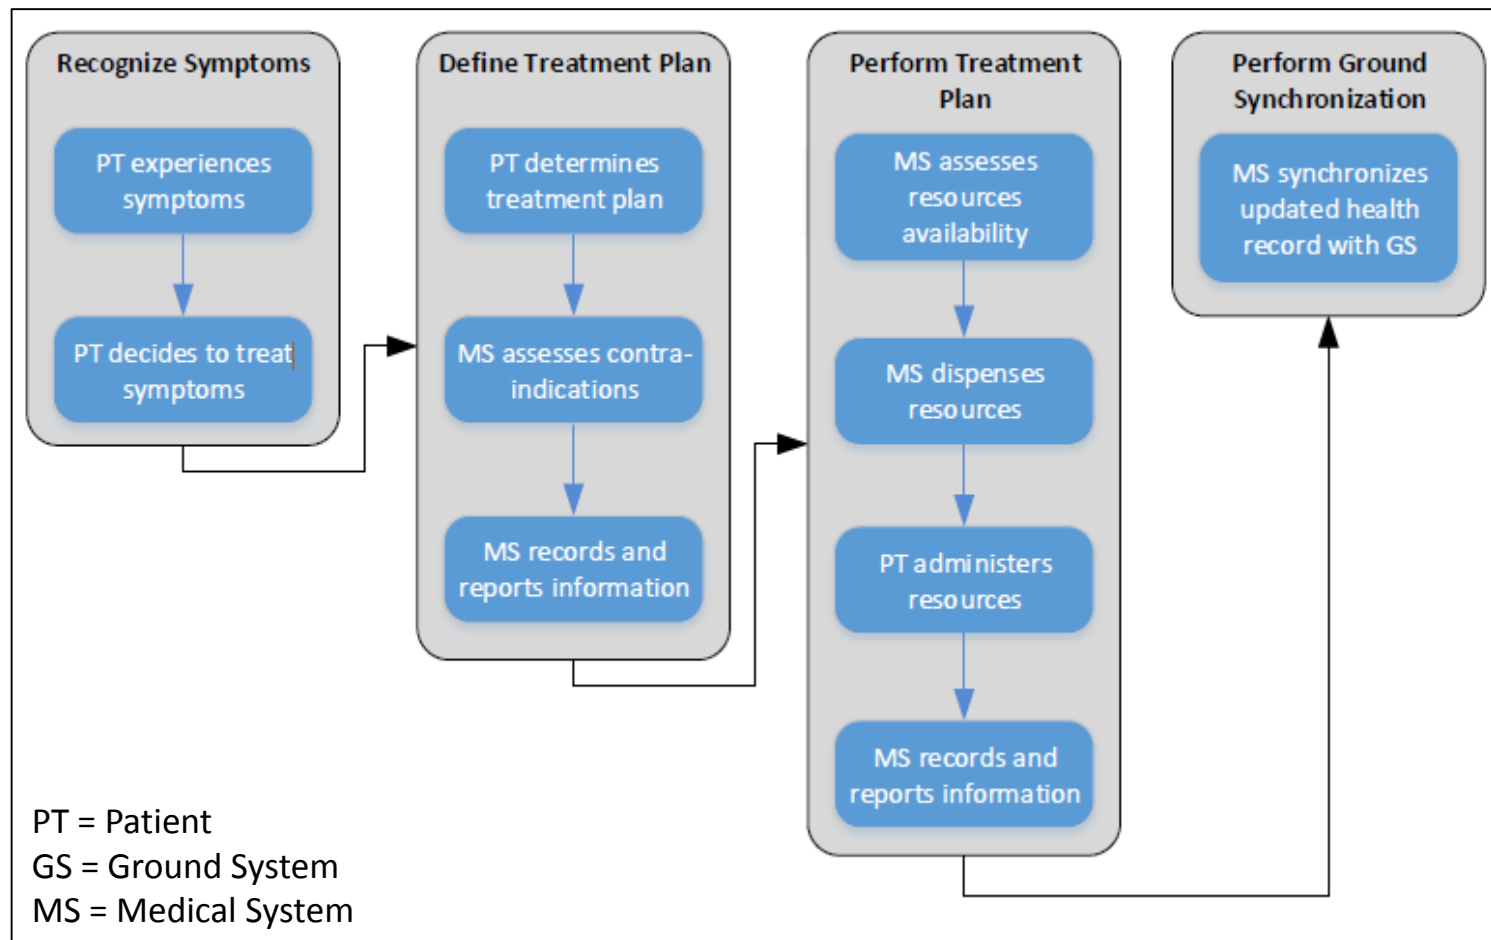 Recognize Symptoms
PT experiences
symptoms
PT decides to treat
symptoms
Define Treatment Plan
PT determines
treatment plan
MS assesses contra-
indications
MS records and
reports information
Perform Treatment
Plan
MS assesses
resources
availability
MS dispenses
resources
PT administers
resources
MS records and
reports information
Perform Ground
Synchronization
MS synchronizes
updated health
record with GS
PT = Patient
GS = Ground System
MS = Medical System